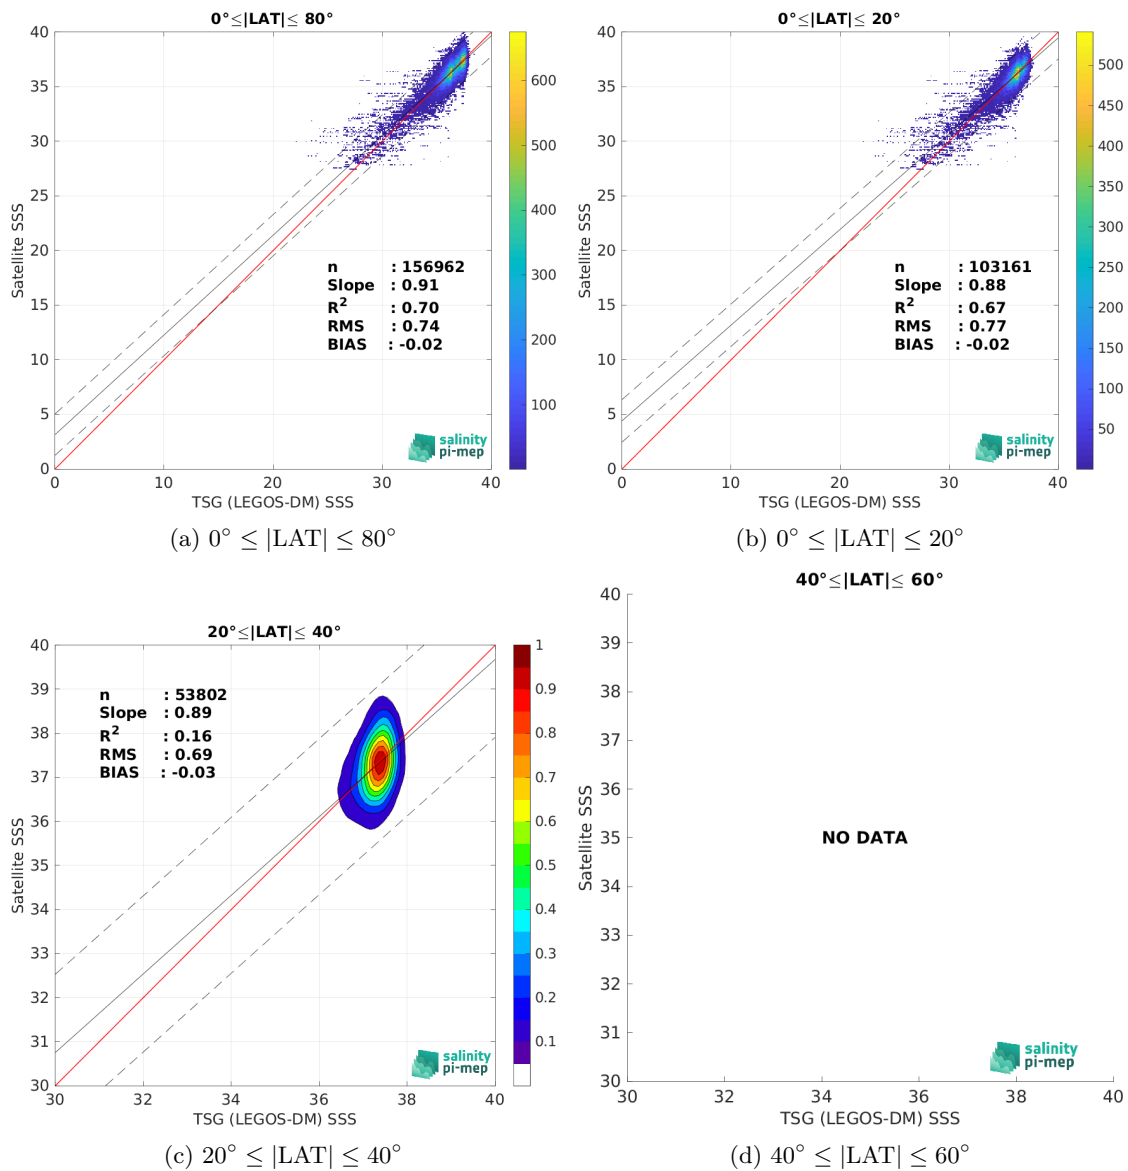 0°≤|LAT|≤ 80°
40
35
30
25
20
15
10
5
0
0
10
20
30
40
Satellite SSS
TSG (LEGOS-DM) SSS
n : 156962
Slope : 0.91
R² : 0.70
RMS : 0.74
BIAS : -0.02
600
500
400
300
200
100
salinity
pi-mep
(a) 0° ≤ |LAT| ≤ 80°
0°≤|LAT|≤ 20°
40
35
30
25
20
15
10
5
0
0
10
20
30
40
Satellite SSS
TSG (LEGOS-DM) SSS
n : 103161
Slope : 0.88
R² : 0.67
RMS : 0.77
BIAS : -0.02
500
450
400
350
300
250
200
150
100
50
salinity
pi-mep
(b) 0° ≤ |LAT| ≤ 20°
20°≤|LAT|≤ 40°
40
39
38
37
36
35
34
33
32
31
30
30
32
34
36
38
40
Satellite SSS
TSG (LEGOS-DM) SSS
n : 53802
Slope : 0.89
R² : 0.16
RMS : 0.69
BIAS : -0.03
1
0.9
0.8
0.7
0.6
0.5
0.4
0.3
0.2
0.1
salinity
pi-mep
(c) 20° ≤ |LAT| ≤ 40°
40°≤|LAT|≤ 60°
40
39
38
37
36
35
34
33
32
31
30
30
32
34
36
38
40
Satellite SSS
TSG (LEGOS-DM) SSS
NO DATA
salinity
pi-mep
(d) 40° ≤ |LAT| ≤ 60°